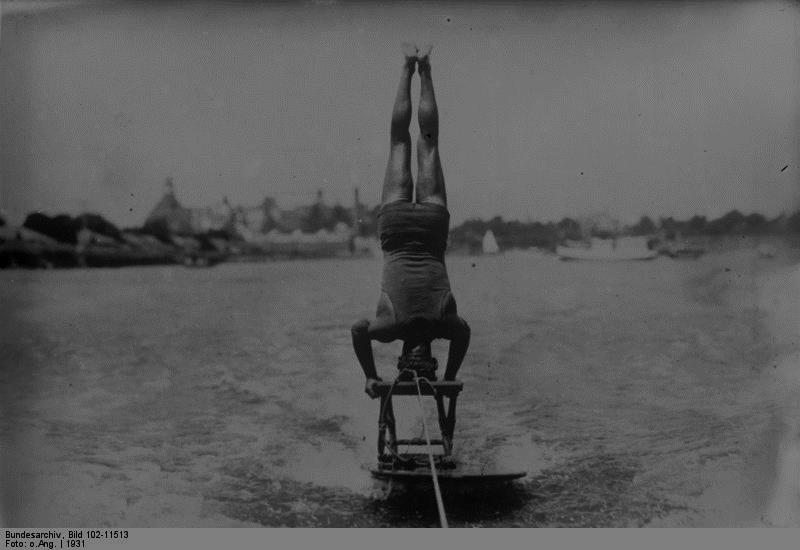 Bundesarchiv, Bild 102-11513
Foto: o.Ang. | 1931